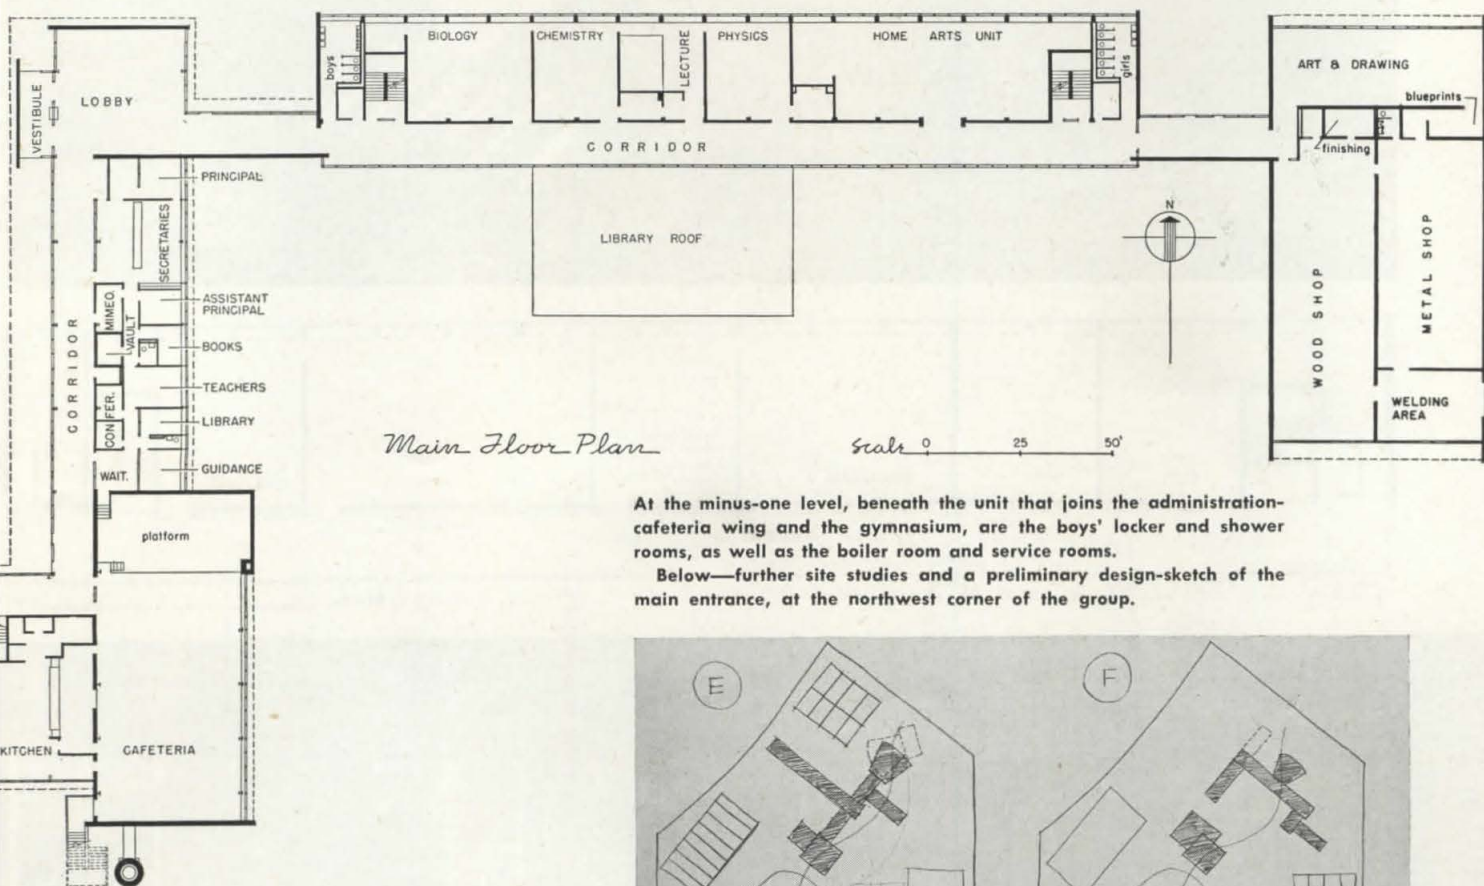 BIOLOGY
CHEMISTRY
LECTURE
PHYSICS
HOME ARTS UNIT
boys
girls
ART & DRAWING
blueprints
finishing
VESTIBULE
LOBBY
CORRIDOR
LIBRARY ROOF
N
WOOD SHOP
METAL SHOP
WELDING
AREA
PRINCIPAL
SECRETARIES
ASSISTANT
PRINCIPAL
MIMEO.
VAULT
BOOKS
TEACHERS
CONFER.
LIBRARY
WAIT.
GUIDANCE
CORRIDOR
platform
KITCHEN
CAFETERIA
Main Floor Plan
Scale 0 25 50'
At the minus-one level, beneath the unit that joins the administration-
cafeteria wing and the gymnasium, are the boys' locker and shower
rooms, as well as the boiler room and service rooms.
Below—further site studies and a preliminary design-sketch of the
main entrance, at the northwest corner of the group.
E
F